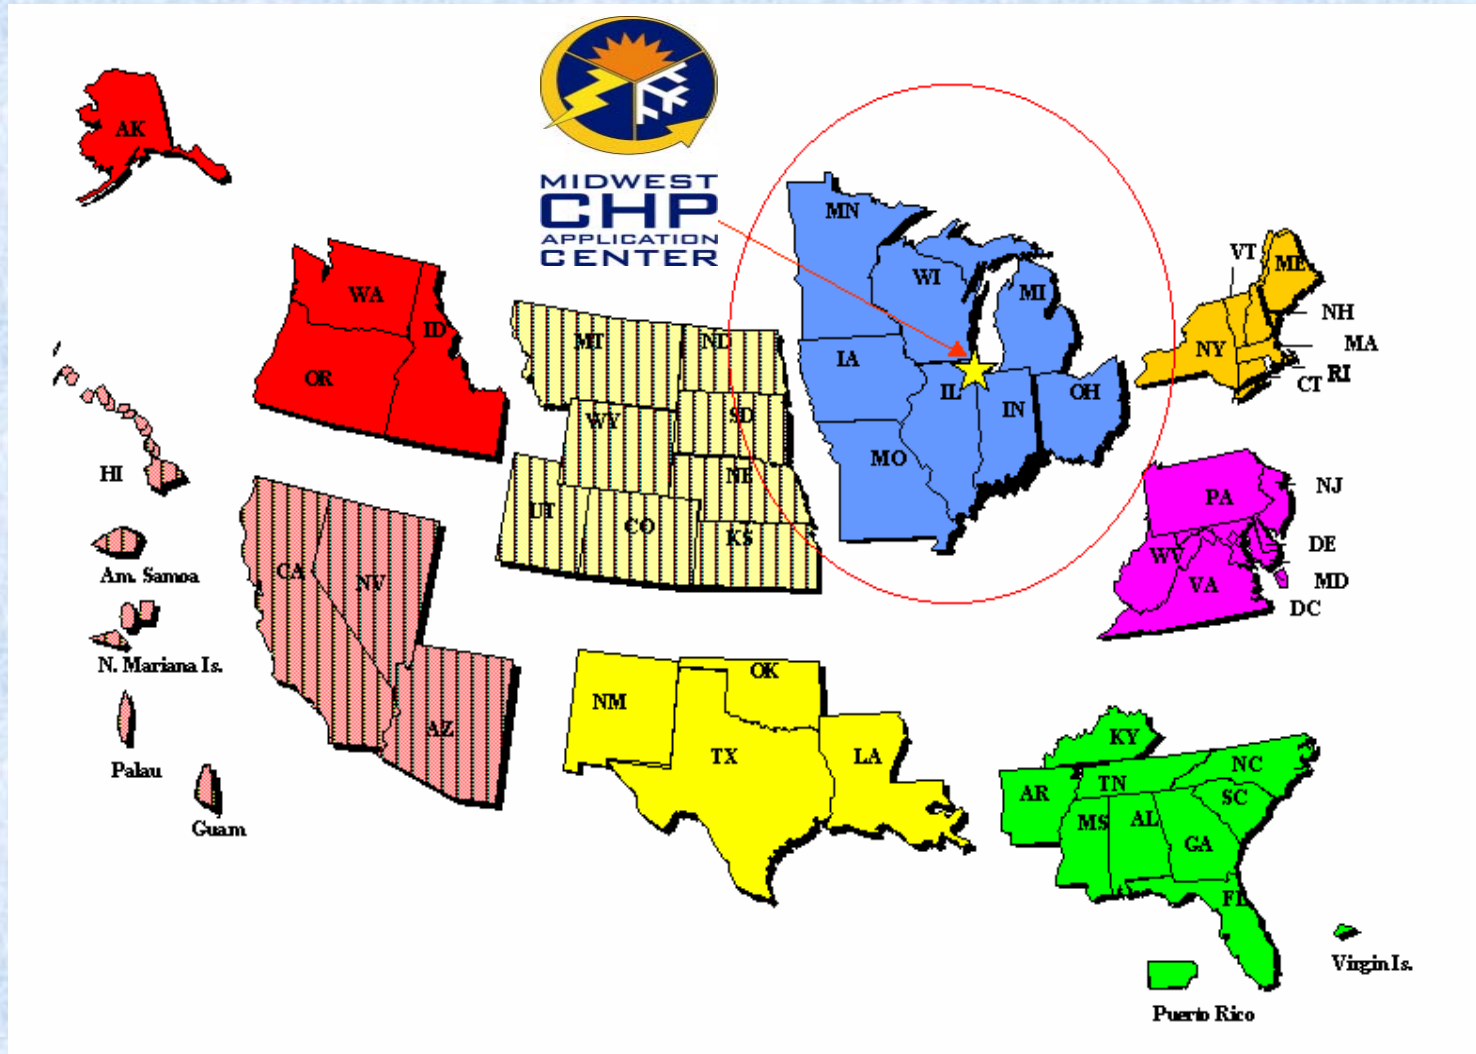 MIDWEST
CHP
APPLICATION
CENTER
AK
WA
ID
OR
HI
Am. Samoa
N. Mariana Is.
Palau
Guam
CA
NV
AZ
MT
ND
SD
WY
NE
UT
CO
KS
MN
WI
MI
IA
IL
IN
OH
MO
VT
ME
NH
NY
MA
CT RI
PA
NJ
WV
DE
VA
MD
DC
NM
OK
TX
LA
KY
NC
TN
AR
SC
MS
AL
GA
FL
Virgin Is.
Puerto Rico